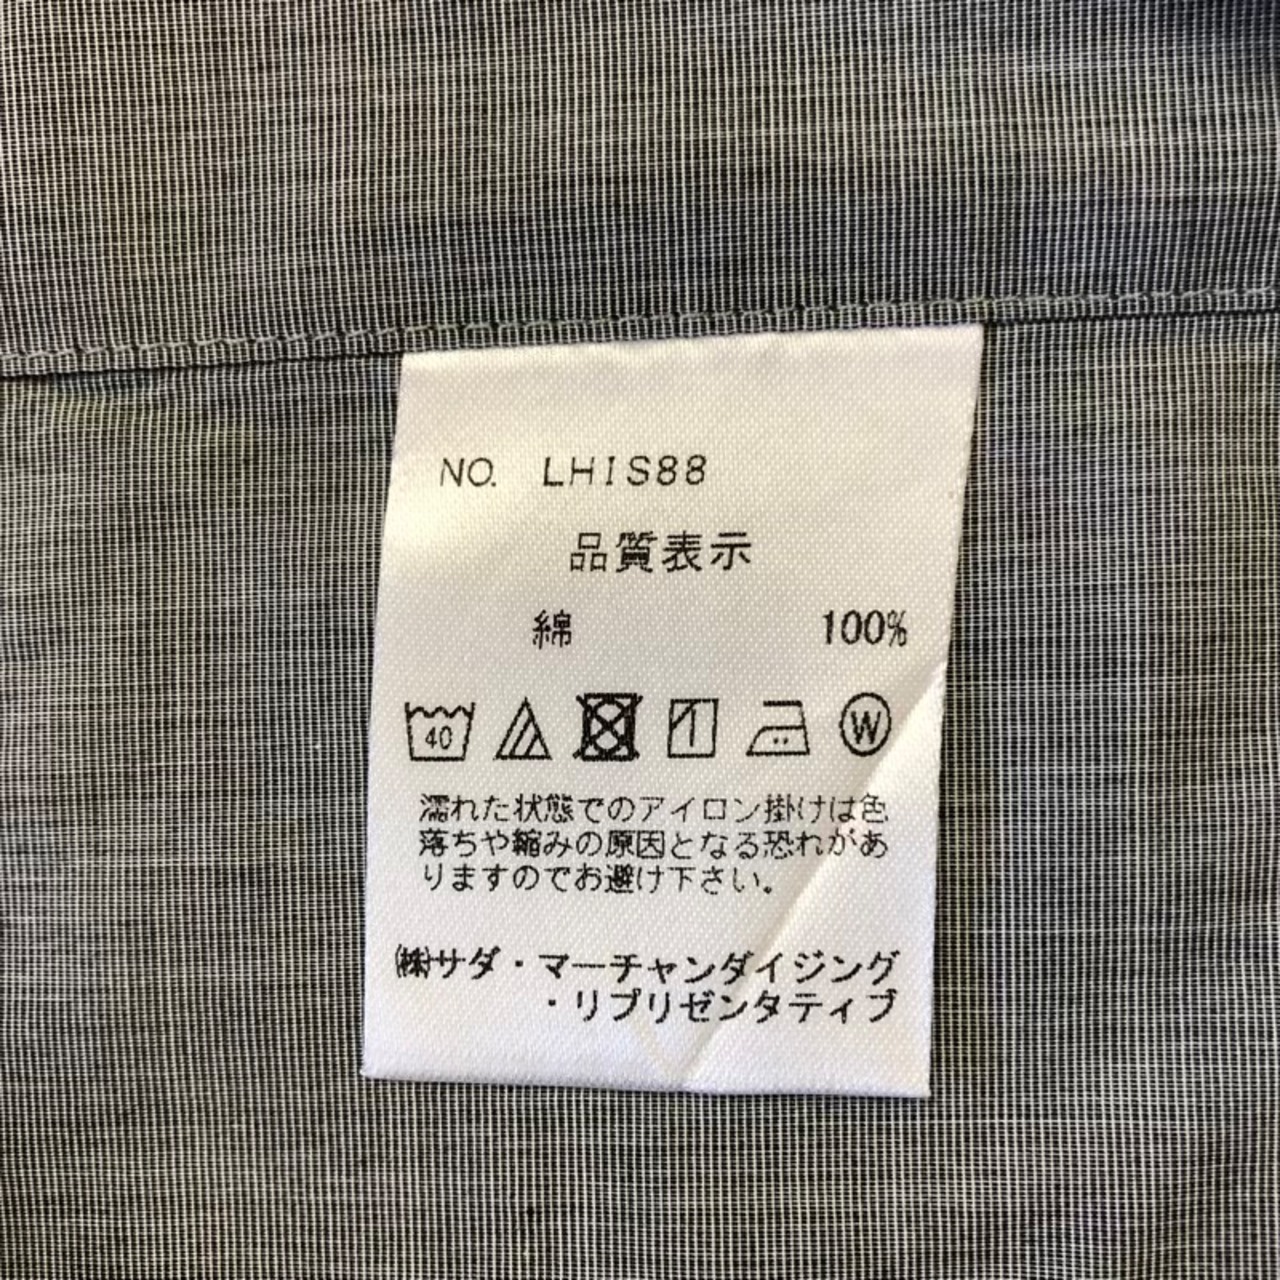 NO. LHIS88
品質表示
綿 100%
40 W
濡れた状態でのアイロン掛けは色
落ちや縮みの原因となる恐れがあ
りますのでお避け下さい。
㈱サダ・マーチャンダイジング
・リプリゼンタティブ